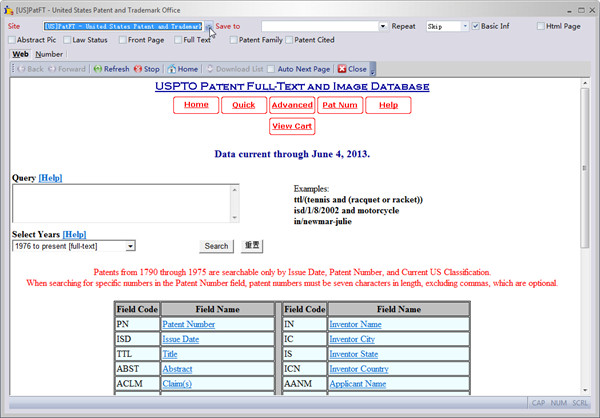 [US]PatFT - United States Patent and Trademark Office
Site [US]PatFT - United States Patent and Trademark Save to Repeat Skip Basic Inf Html Page
Abstract Pic Law Status Front Page Full Text Patent Family Patent Cited
Web Number
Back Forward Refresh Stop Home Download List Auto Next Page Close
USPTO PATENT FULL-TEXT AND IMAGE DATABASE
Home Quick Advanced Pat Num Help
View Cart
Data current through June 4, 2013.
Query [Help]
Examples:
ttl/(tennis and (racquet or racket))
isd/1/8/2002 and motorcycle
in/newmar-julie
Select Years [Help]
1976 to present [full-text] Search 重置
Patents from 1790 through 1975 are searchable only by Issue Date, Patent Number, and Current US Classification.
When searching for specific numbers in the Patent Number field, patent numbers must be seven characters in length, excluding commas, which are optional.
Field Code Field Name Field Code Field Name
PN Patent Number IN Inventor Name
ISD Issue Date IC Inventor City
TTL Title IS Inventor State
ABST Abstract ICN Inventor Country
ACLM Claim(s) AANM Applicant Name
CAP NUM SCRL